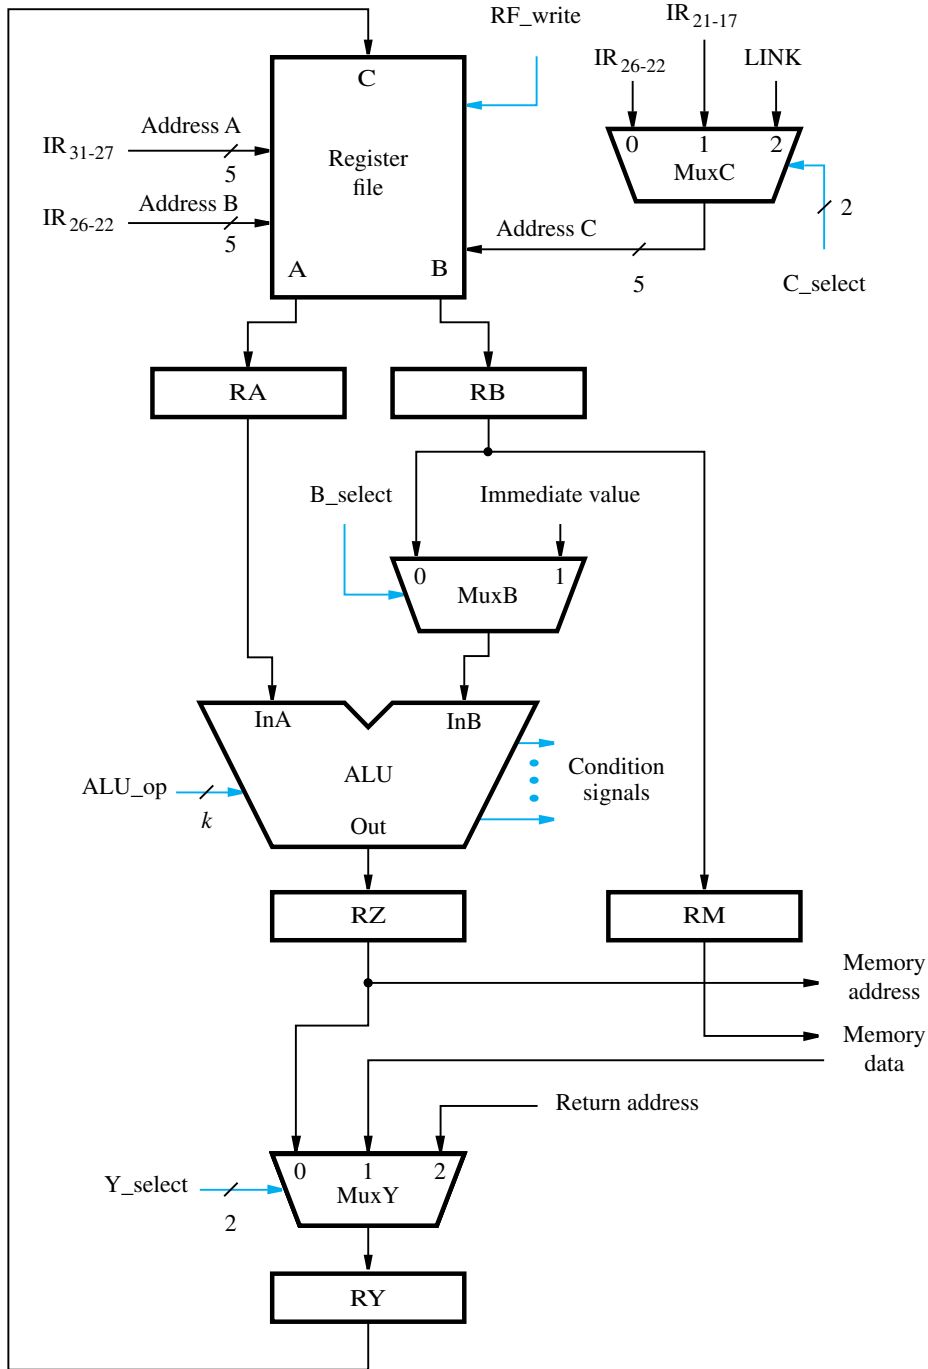 RF_write
IR21-17
IR26-22
LINK
C
0 1 2
MuxC
Address A
IR31-27
5
Register
file
Address B
IR26-22
5
2
Address C
5
C_select
A
B
RA
RB
B_select
Immediate value
0 1
MuxB
InA
InB
ALU
ALU_op
k
Condition
signals
Out
RZ
RM
Memory
address
Memory
data
Return address
0 1 2
MuxY
Y_select
2
RY